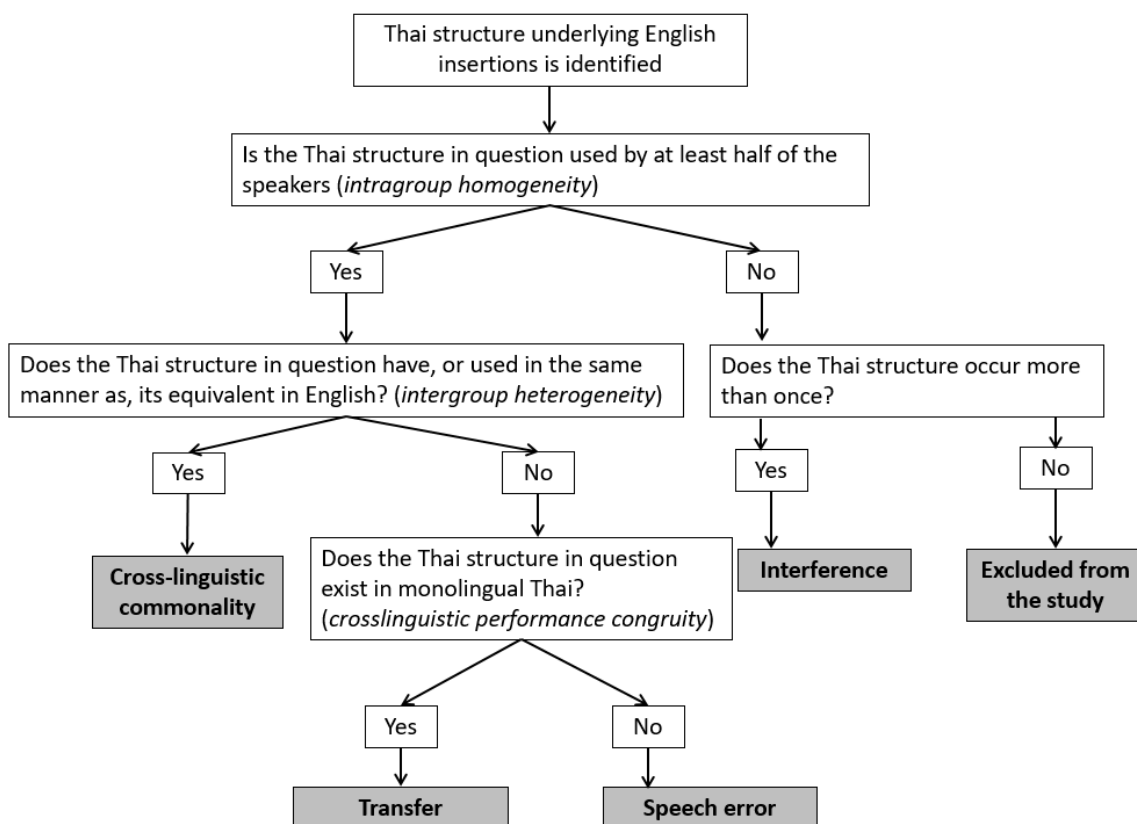 Thai structure underlying English
insertions is identified
Is the Thai structure in question used by at least half of the
speakers (intragroup homogeneity)
Yes
No
Does the Thai structure in question have, or used in the same
manner as, its equivalent in English? (intergroup heterogeneity)
Does the Thai structure occur more
than once?
Yes
No
Yes
No
Cross-linguistic
commonality
Does the Thai structure in question
exist in monolingual Thai?
(crosslinguistic performance congruity)
Interference
Excluded from
the study
Yes
No
Transfer
Speech error